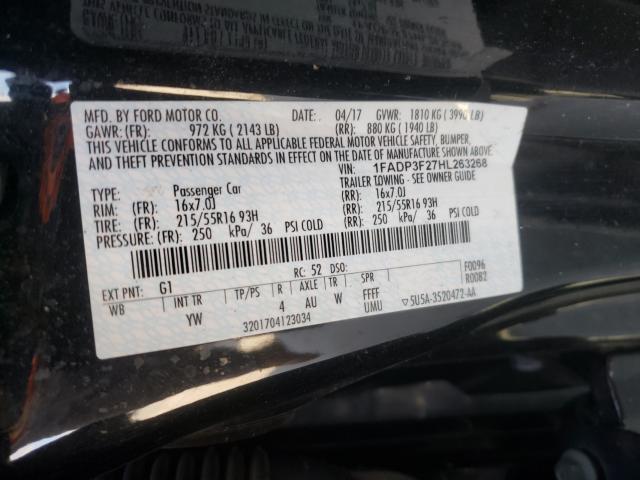 MFD. BY FORD MOTOR CO. DATE: 04/17 GVWR: 1810 KG ( 3990 LB)
GAWR: (FR): 972 KG ( 2143 LB) (RR): 880 KG ( 1940 LB)
THIS VEHICLE CONFORMS TO ALL APPLICABLE FEDERAL MOTOR VEHICLE SAFETY, BUMPER,
AND THEFT PREVENTION STANDARDS IN EFFECT ON THE DATE OF MANUFACTURE SHOWN ABOVE.
VIN: 1FADP3F27HL263268
TYPE: Passenger Car TRAILER TOWING - SEE OWNERS GUIDE
RIM: (FR): 16x7.0J (RR): 16x7.0J
TIRE: (FR): 215/55R16 93H (RR): 215/55R16 93H
PRESSURE: (FR): 250 kPa/ 36 PSI COLD (RR): 250 kPa/ 36 PSI COLD
EXT PNT: G1 RC: 52 DSO: F0096
R0082
WB INT TR TP/PS R AXLE TR SPR
YW 4 AU W FFFF
UMU
3201704123034 5U5A-3520472-AA